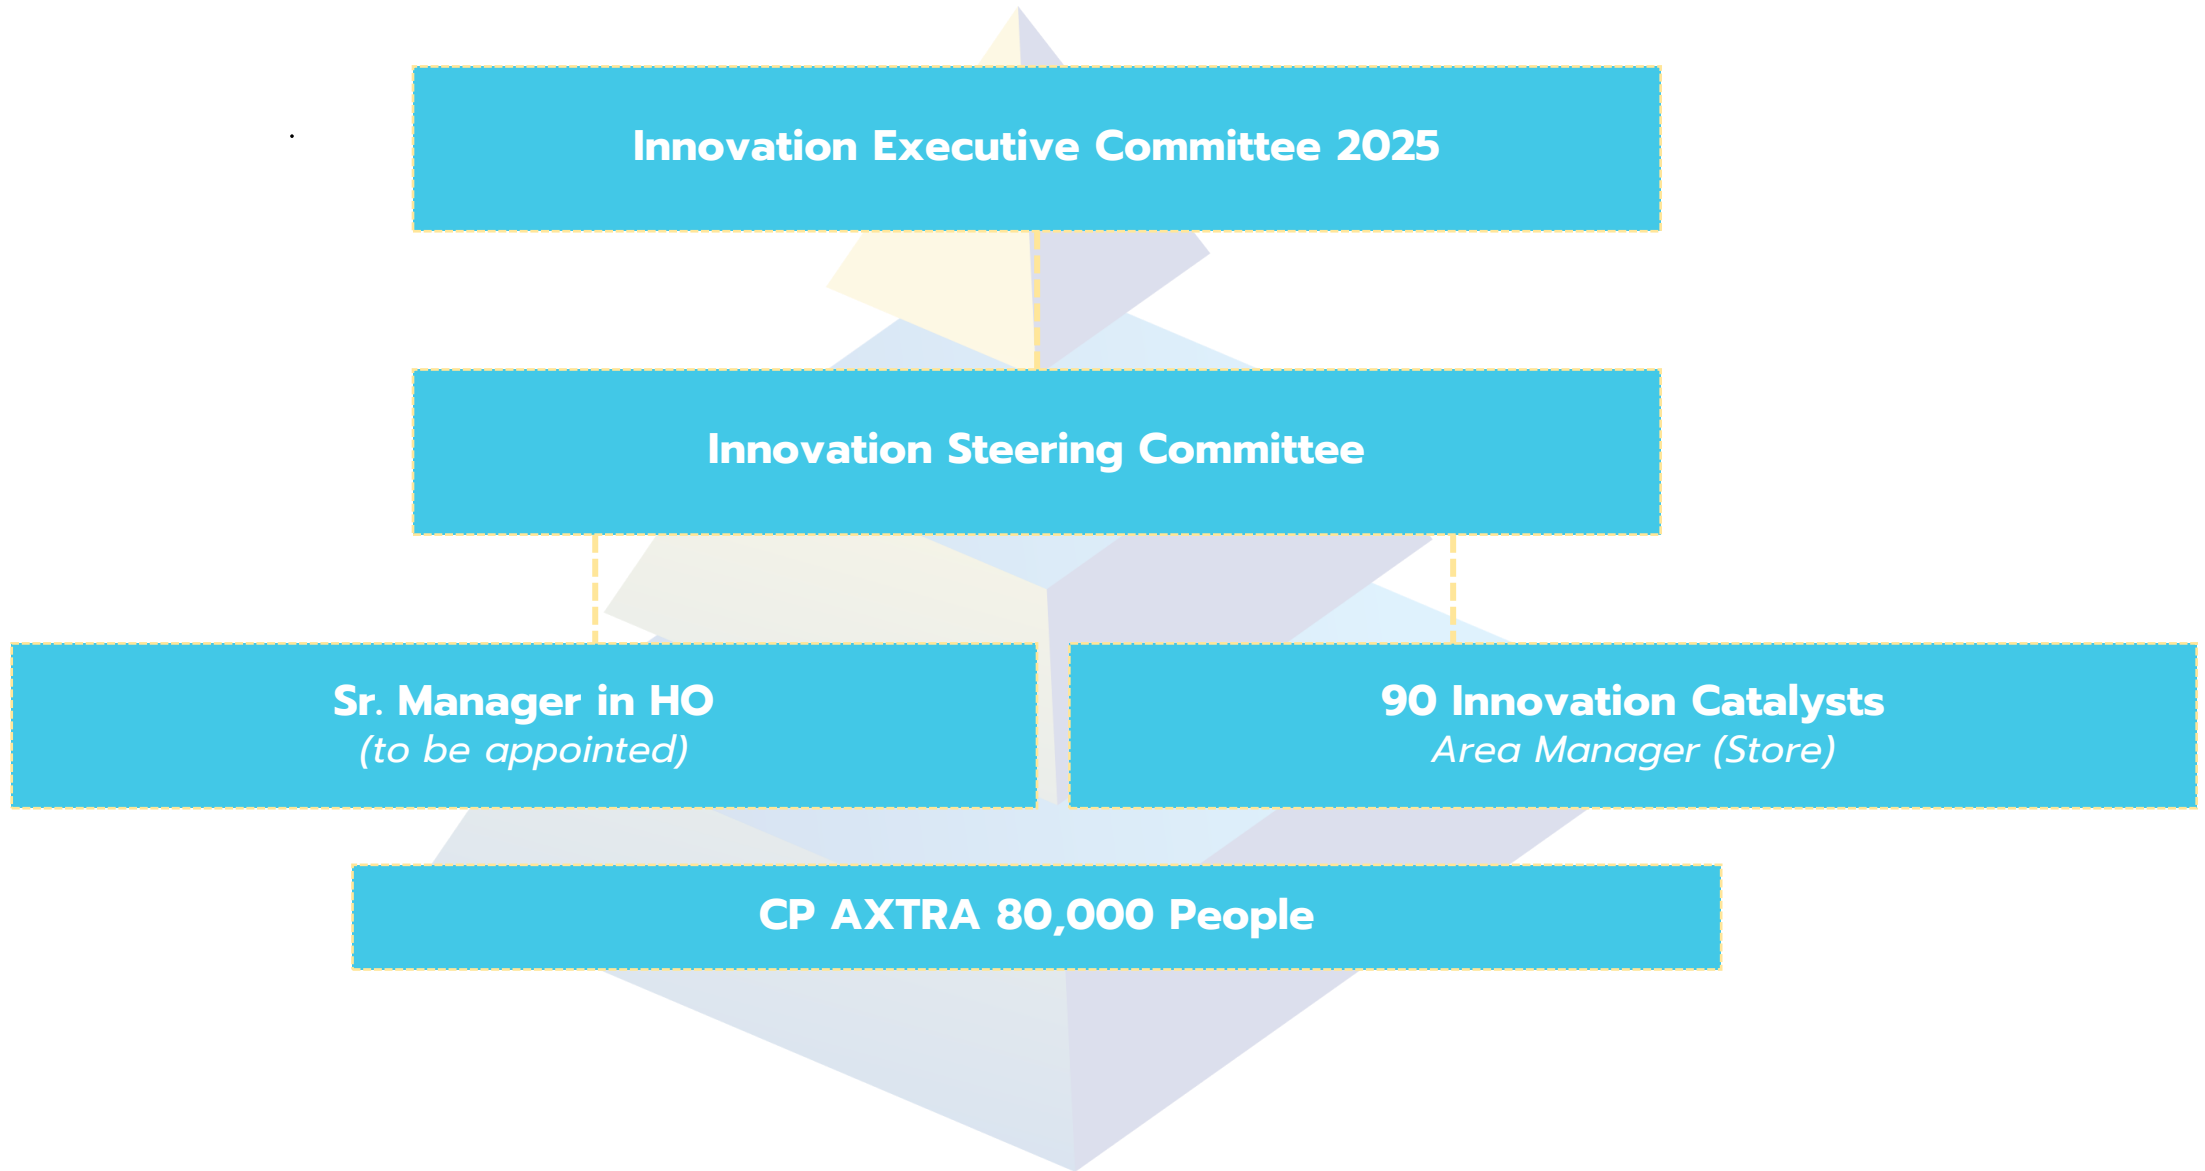 Innovation Executive Committee 2025
.
Innovation Steering Committee
Sr. Manager in HO
(to be appointed)
90 Innovation Catalysts
Area Manager (Store)
CP AXTRA 80,000 People